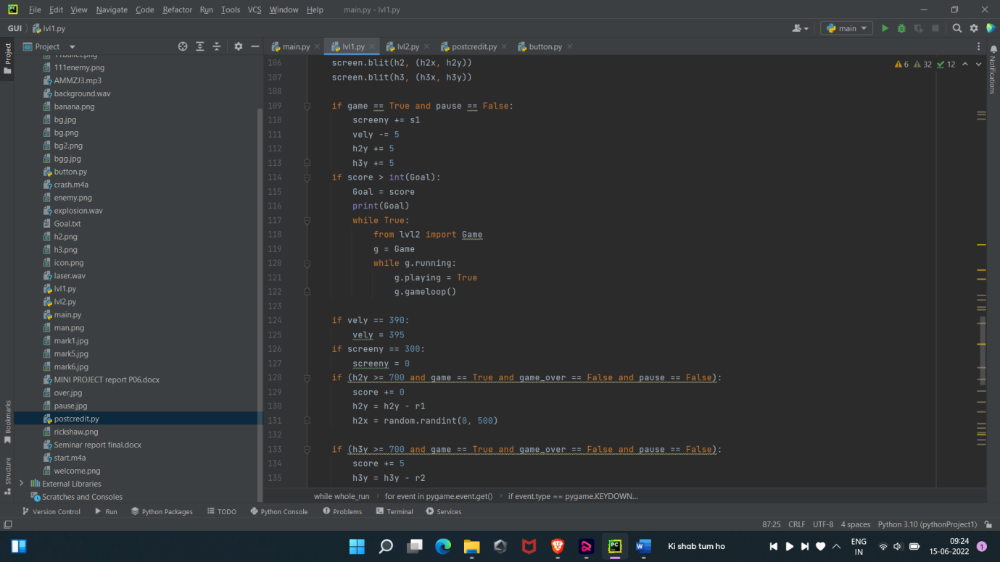 File Edit View Navigate Code Refactor Run Tools VCS Window Help main.py - lvl1.py
GUI lvl1.py main
Project main.py lvl1.py lvl2.py postcredit.py button.py
Project
Notifications
6 32 12
111enemy.png
AMMZJ3.mp3
background.wav
banana.png
bg.jpg
bg.png
bg2.png
bgg.jpg
button.py
crash.m4a
enemy.png
explosion.wav
Goal.txt
h2.png
h3.png
icon.png
laser.wav
lvl1.py
lvl2.py
main.py
man.png
mark1.jpg
mark5.jpg
mark6.jpg
MINI PROJECT report P06.docx
over.jpg
pause.jpg
postcredit.py
rickshaw.png
Seminar report final.docx
start.m4a
welcome.png
External Libraries
Scratches and Consoles
Bookmarks
Structure
106 screen.blit(h2, (h2x, h2y))
107 screen.blit(h3, (h3x, h3y))
108
109 if game == True and pause == False:
110 screeny += s1
111 vely -= 5
112 h2y += 5
113 h3y += 5
114 if score > int(Goal):
115 Goal = score
116 print(Goal)
117 while True:
118 from lvl2 import Game
119 g = Game
120 while g.running:
121 g.playing = True
122 g.gameloop()
123
124 if vely == 390:
125 vely = 395
126 if screeny == 300:
127 screeny = 0
128 if (h2y >= 700 and game == True and game_over == False and pause == False):
129 score += 0
130 h2y = h2y - r1
131 h2x = random.randint(0, 500)
132
133 if (h3y >= 700 and game == True and game_over == False and pause == False):
134 score += 5
135 h3y = h3y - r2
while whole_run for event in pygame.event.get() if event.type == pygame.KEYDOWN...
Version Control Run Python Packages TODO Python Console Problems Terminal Services
87:25 CRLF UTF-8 4 spaces Python 3.10 (pythonProject1)
Ki shab tum ho ENG IN 09:24 15-06-2022 1